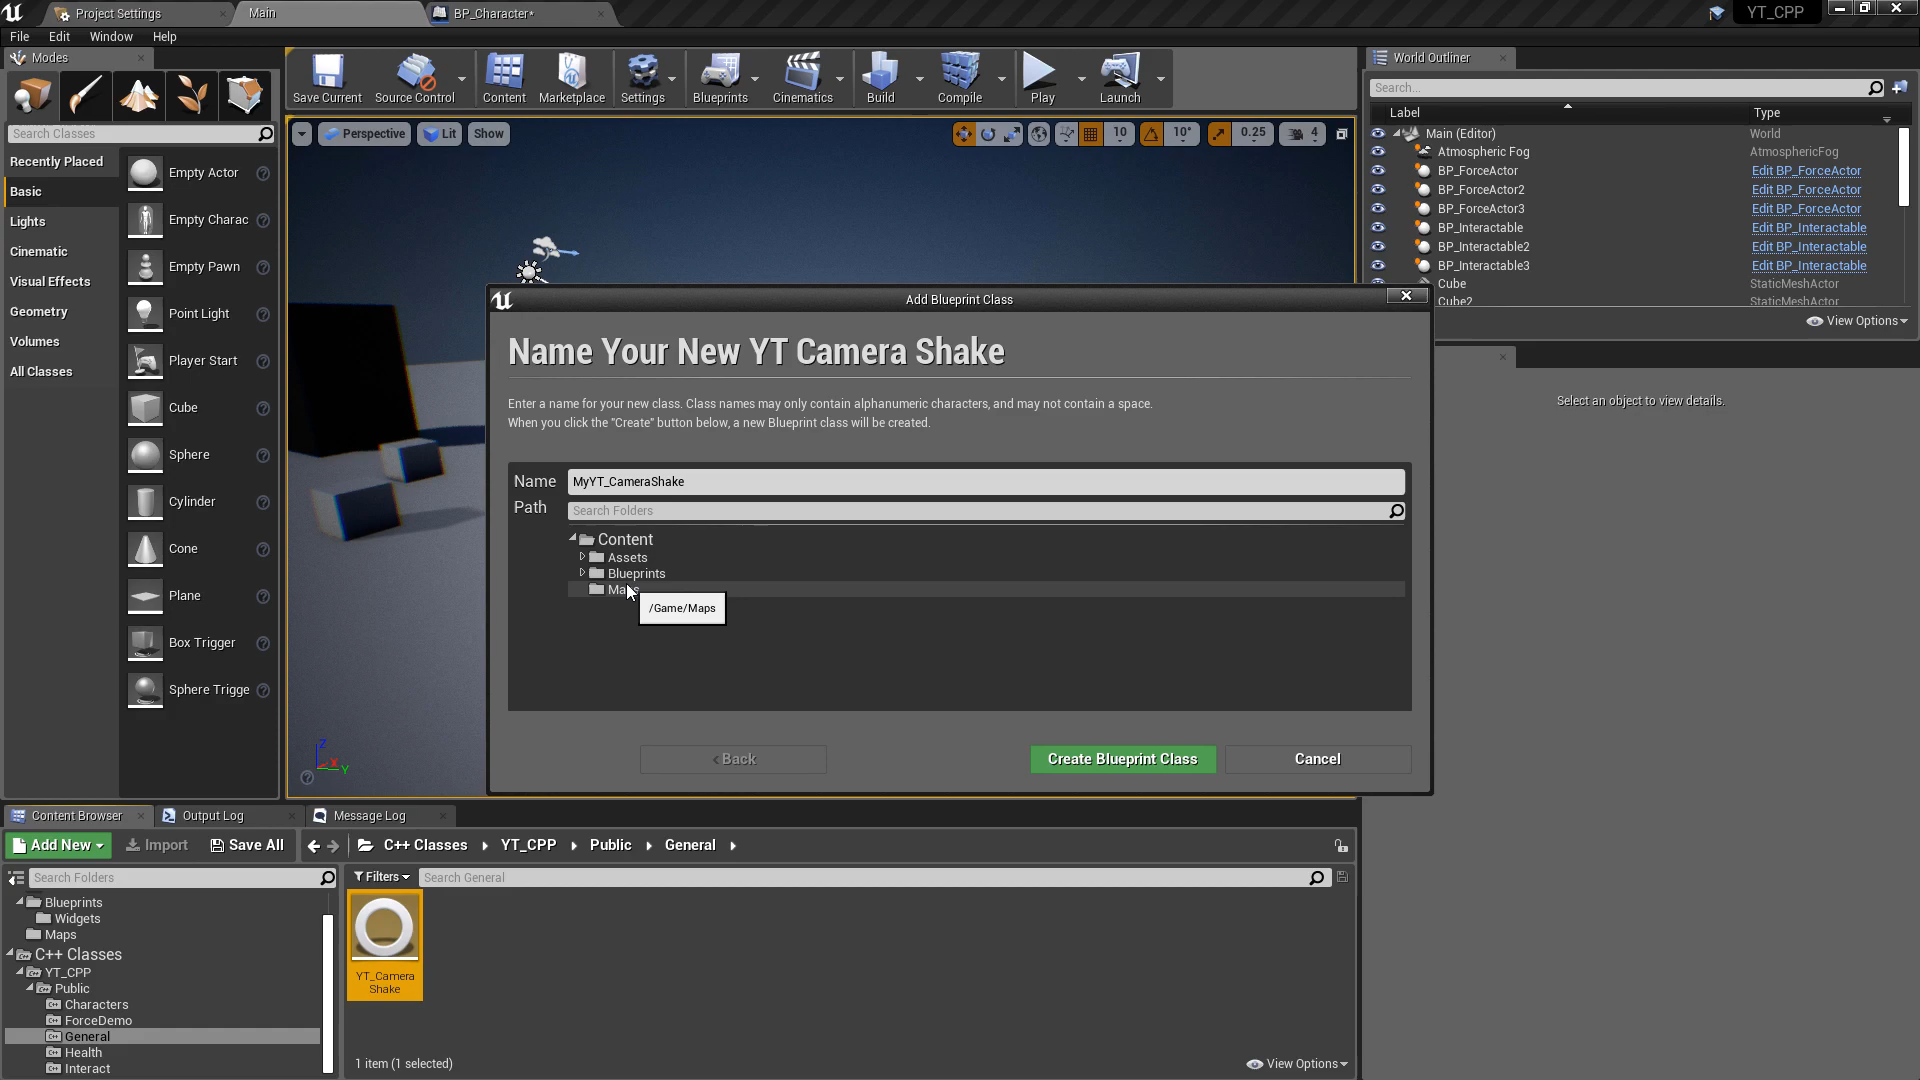 Project Settings
Main
BP_Character*
YT_CPP
File
Edit
Window
Help
Modes
Search Classes
Recently Placed
Basic
Lights
Cinematic
Visual Effects
Geometry
Volumes
All Classes
Empty Actor
Empty Charac
Empty Pawn
Point Light
Player Start
Cube
Sphere
Cylinder
Cone
Plane
Box Trigger
Sphere Trigge
Save Current
Source Control
Content
Marketplace
Settings
Blueprints
Cinematics
Build
Compile
Play
Launch
Perspective
Lit
Show
10
10°
0.25
4
World Outliner
Search...
Label
Type
Main (Editor)
World
Atmospheric Fog
AtmosphericFog
BP_ForceActor
Edit BP_ForceActor
BP_ForceActor2
Edit BP_ForceActor
BP_ForceActor3
Edit BP_ForceActor
BP_Interactable
Edit BP_Interactable
BP_Interactable2
Edit BP_Interactable
BP_Interactable3
Edit BP_Interactable
Cube
StaticMeshActor
Cube2
StaticMeshActor
View Options
Select an object to view details.
Add Blueprint Class
Name Your New YT Camera Shake
Enter a name for your new class. Class names may only contain alphanumeric characters, and may not contain a space.
When you click the "Create" button below, a new Blueprint class will be created.
Name
MyYT_CameraShake
Path
Search Folders
Content
Assets
Blueprints
Maps
/Game/Maps
< Back
Create Blueprint Class
Cancel
Z
X
Y
Content Browser
Output Log
Message Log
Add New
Import
Save All
C++ Classes
YT_CPP
Public
General
Search Folders
Filters
Search General
Blueprints
Widgets
Maps
C++ Classes
YT_CPP
Public
Characters
ForceDemo
General
Health
Interact
YT_Camera
Shake
1 item (1 selected)
View Options